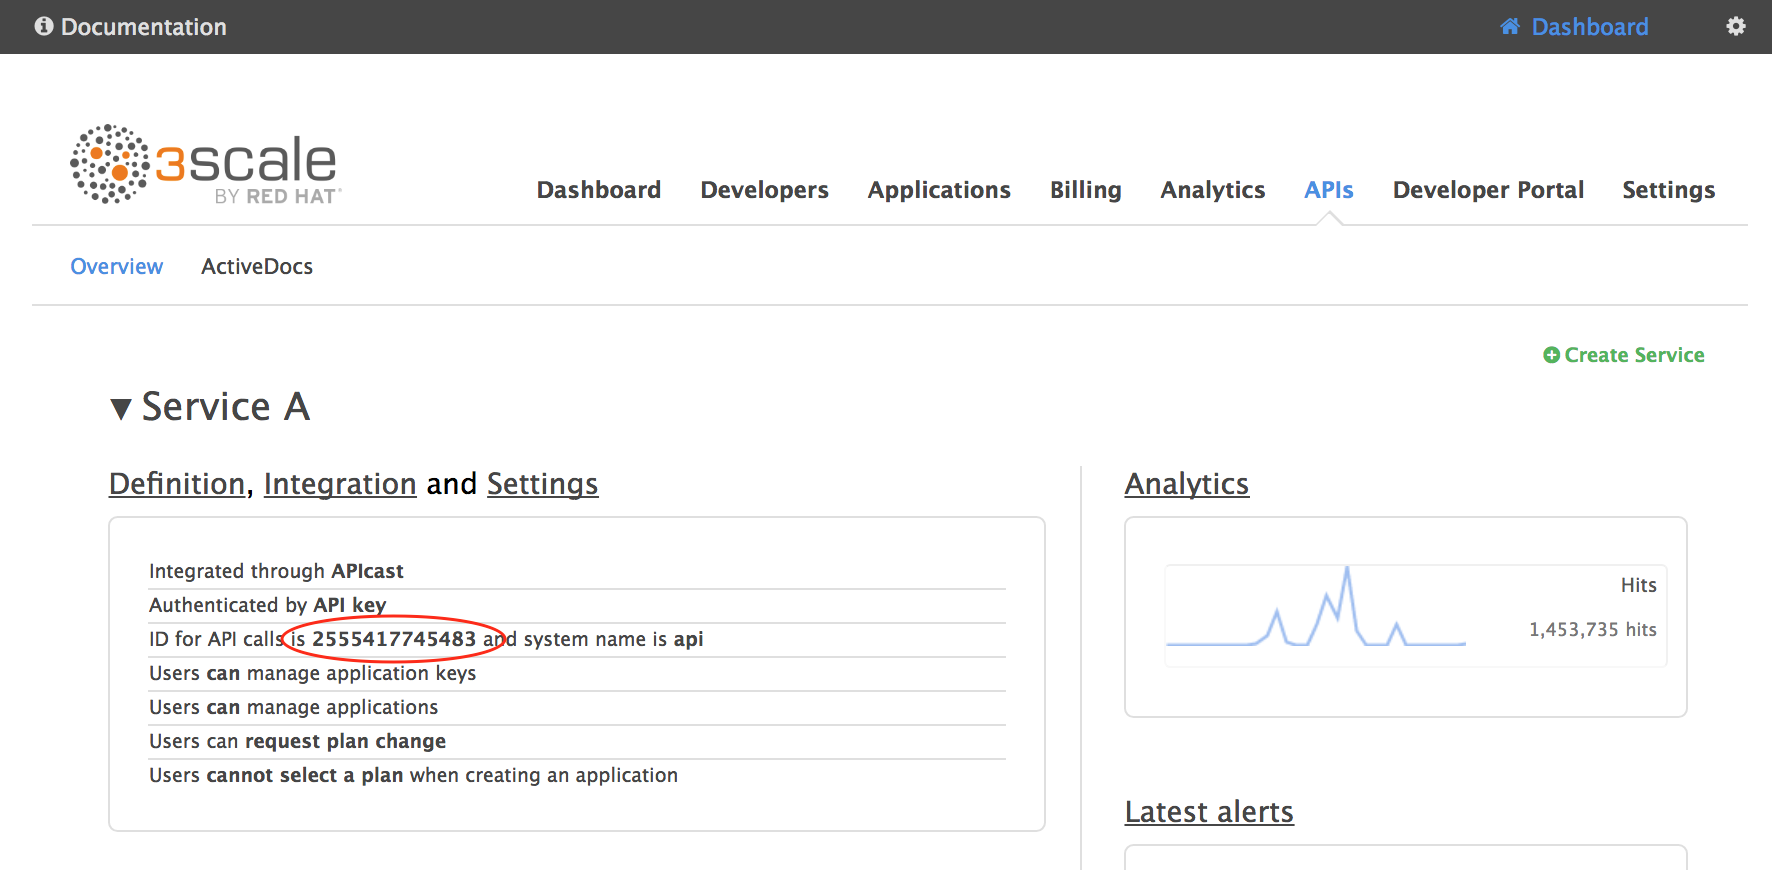 Documentation
Dashboard
3scale
BY RED HAT
Dashboard Developers Applications Billing Analytics APIs Developer Portal Settings
Overview ActiveDocs
Create Service
Service A
Definition, Integration and Settings
Integrated through APIcast
Authenticated by API key
ID for API calls is 2555417745483 and system name is api
Users can manage application keys
Users can manage applications
Users can request plan change
Users cannot select a plan when creating an application
Analytics
Hits
1,453,735 hits
Latest alerts